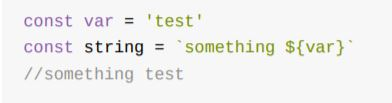 const var = 'test'
const string = `something ${var}`
//something test